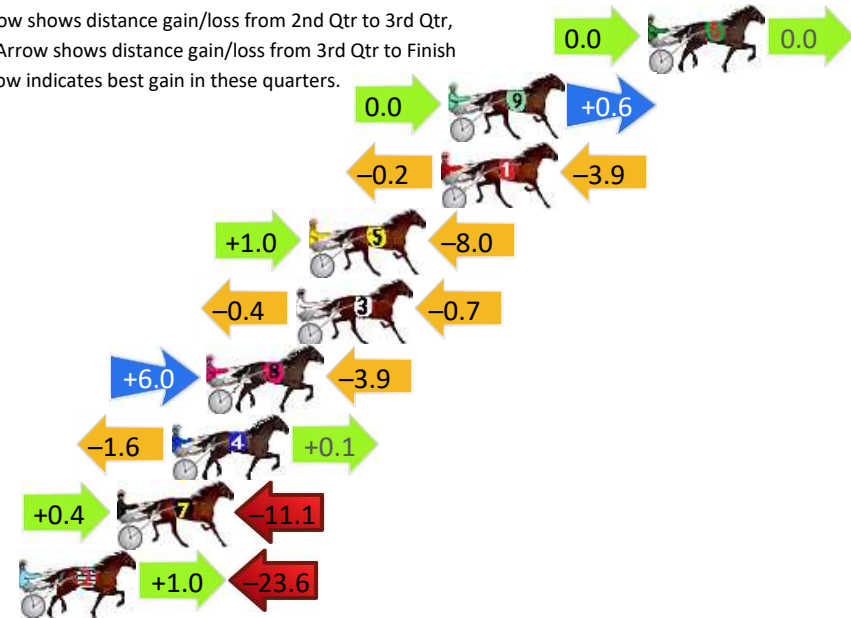 ow shows distance gain/loss from 2nd Qtr to 3rd Qtr,
Arrow shows distance gain/loss from 3rd Qtr to Finish
ow indicates best gain in these quarters.
0.0 6 0.0
0.0 9 +0.6
–0.2 1 –3.9
+1.0 5 –8.0
–0.4 3 –0.7
+6.0 8 –3.9
–1.6 4 +0.1
+0.4 7 –11.1
2 +1.0 –23.6